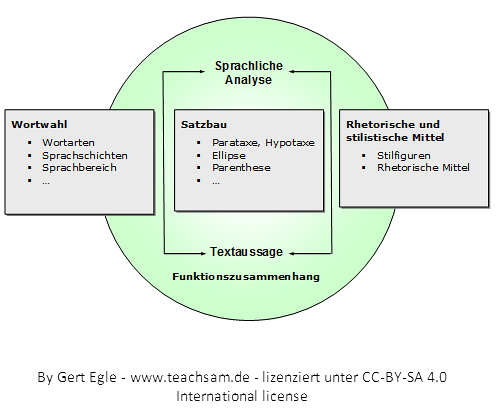 Sprachliche
Analyse
Wortwahl
▪ Wortarten
▪ Sprachschichten
▪ Sprachbereich
▪ ...
Satzbau
▪ Parataxe, Hypotaxe
▪ Ellipse
▪ Parenthese
▪ ...
Rhetorische und
stilistische Mittel
▪ Stilfiguren
▪ Rhetorische Mittel
Textaussage
Funktionszusammenhang
By Gert Egle - www.teachsam.de - lizenziert unter CC-BY-SA 4.0
International license